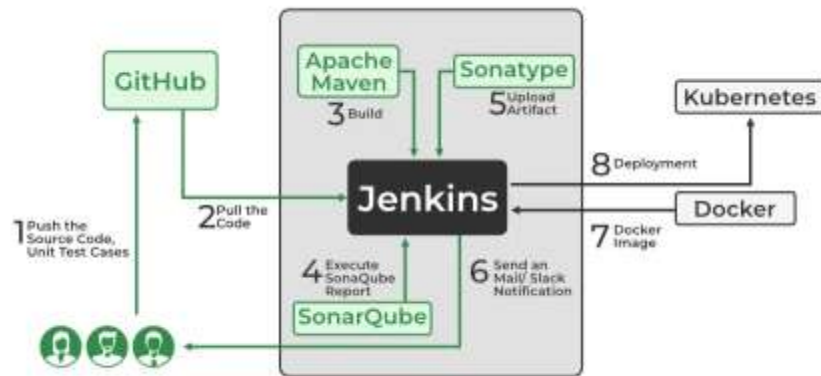 GitHub
Apache
Maven
3 Build
Sonatype
5 Upload
Artifact
Kubernetes
8 Deployment
Jenkins
Docker
7 Docker
Image
1 Push the
Source Code,
Unit Test Cases
2 Pull the
Code
4 Execute
SonaQube
Report
SonarQube
6 Send an
Mail/ Slack
Notification